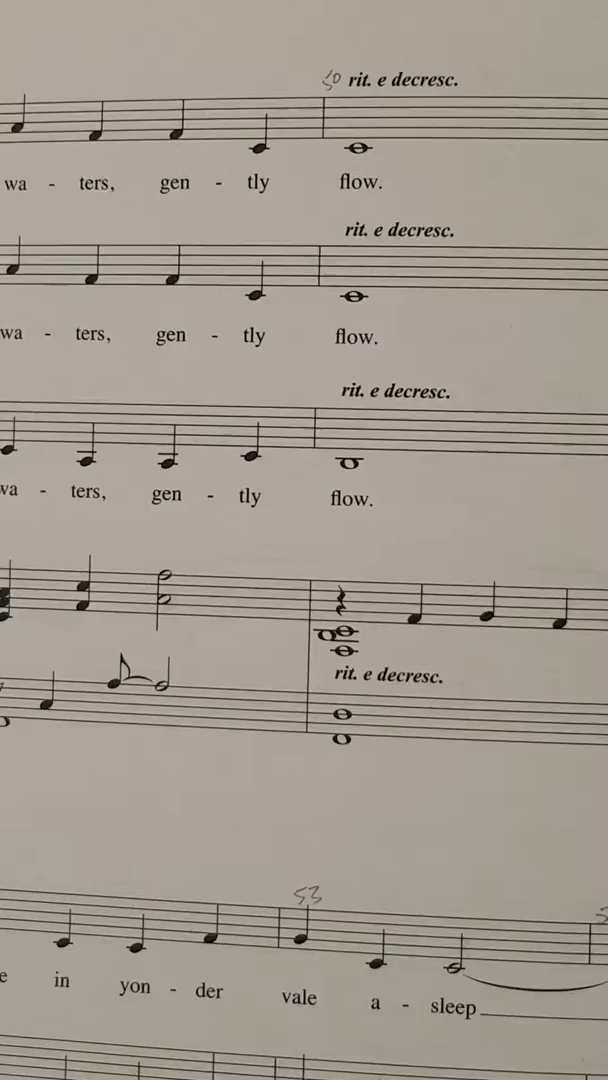 50 rit. e decresc.
wa - ters, gen - tly flow.
rit. e decresc.
wa - ters, gen - tly flow.
rit. e decresc.
wa - ters, gen - tly flow.
rit. e decresc.
53
e in yon - der vale a - sleep